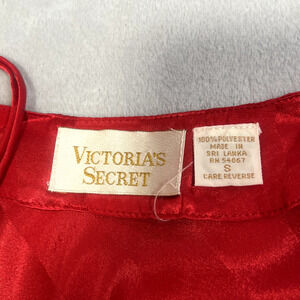 VICTORIA'S
SECRET
100% POLYESTER
MADE IN
SRI LANKA
RN 54867
S
CARE REVERSE